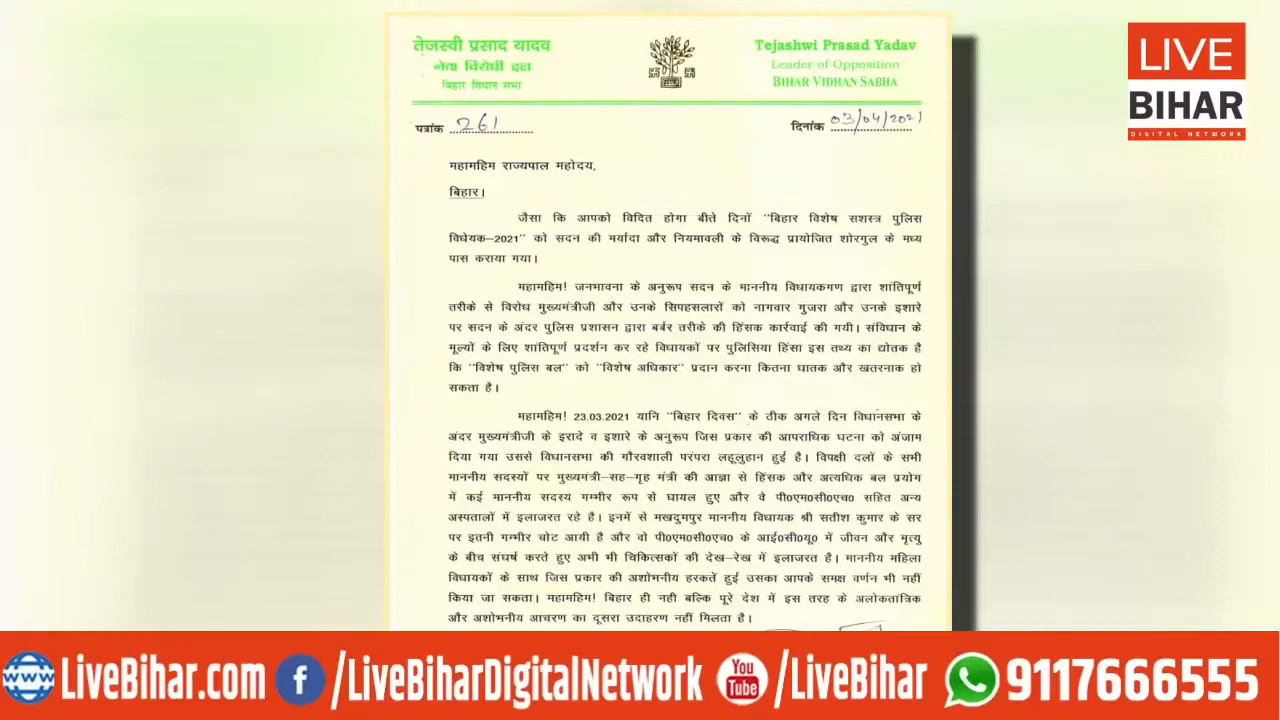 तेजस्वी प्रसाद यादव
नेता विरोधी दल
बिहार विधान सभा
Tejashwi Prasad Yadav
Leader of Opposition
BIHAR VIDHAN SABHA
LIVE
BIHAR
DIGITAL NETWORK
पत्रांक 261
दिनांक 03/04/2021
महामहिम राज्यपाल महोदय,
बिहार।
जैसा कि आपको विदित होगा बीते दिनों "बिहार विशेष सशस्त्र पुलिस
विधेयक–2021" को सदन की मर्यादा और नियमावली के विरूद्ध प्रायोजित शोरगुल के मध्य
पास कराया गया।
महामहिम! जनभावना के अनुरूप सदन के माननीय विधायकगण द्वारा शांतिपूर्ण
तरीके से विरोध मुख्यमंत्रीजी और उनके सिपहसलारों को नागवार गुजरा और उनके इशारे
पर सदन के अंदर पुलिस प्रशासन द्वारा बर्बर तरीके की हिंसक कार्रवाई की गयी। संविधान के
मूल्यों के लिए शांतिपूर्ण प्रदर्शन कर रहे विधायकों पर पुलिसिया हिंसा इस तथ्य का द्योतक है
कि "विशेष पुलिस बल" को "विशेष अधिकार" प्रदान करना कितना घातक और खतरनाक हो
सकता है।
महामहिम! 23.03.2021 यानि "बिहार दिवस" के ठीक अगले दिन विधानसभा के
अंदर मुख्यमंत्रीजी के इरादे व इशारे के अनुरूप जिस प्रकार की आपराधिक घटना को अंजाम
दिया गया उससे विधानसभा की गौरवशाली परंपरा लहूलुहान हुई है। विपक्षी दलों के सभी
माननीय सदस्यों पर मुख्यमंत्री–सह–गृह मंत्री की आज्ञा से हिंसक और अत्यधिक बल प्रयोग
में कई माननीय सदस्य गम्भीर रूप से घायल हुए और वे पी0एम0सी0एच0 सहित अन्य
अस्पतालों में इलाजरत रहे है। इनमें से मखदुमपुर माननीय विधायक श्री सतीश कुमार के सर
पर इतनी गम्भीर चोट आयी है और वो पी0एम0सी0एच0 के आई0सी0यू0 में जीवन और मृत्यु
के बीच संघर्ष करते हुए अभी भी चिकित्सकों की देख–रेख में इलाजरत है। माननीय महिला
विधायकों के साथ जिस प्रकार की अशोभनीय हरकतें हुई उसका आपके समक्ष वर्णन भी नहीं
किया जा सकता। महामहिम! बिहार ही नही बल्कि पूरे देश में इस तरह के अलोकतांत्रिक
और अशोभनीय आचरण का दूसरा उदाहरण नहीं मिलता है।
www LiveBihar.com f /LiveBiharDigitalNetwork You Tube /LiveBihar 9117666555